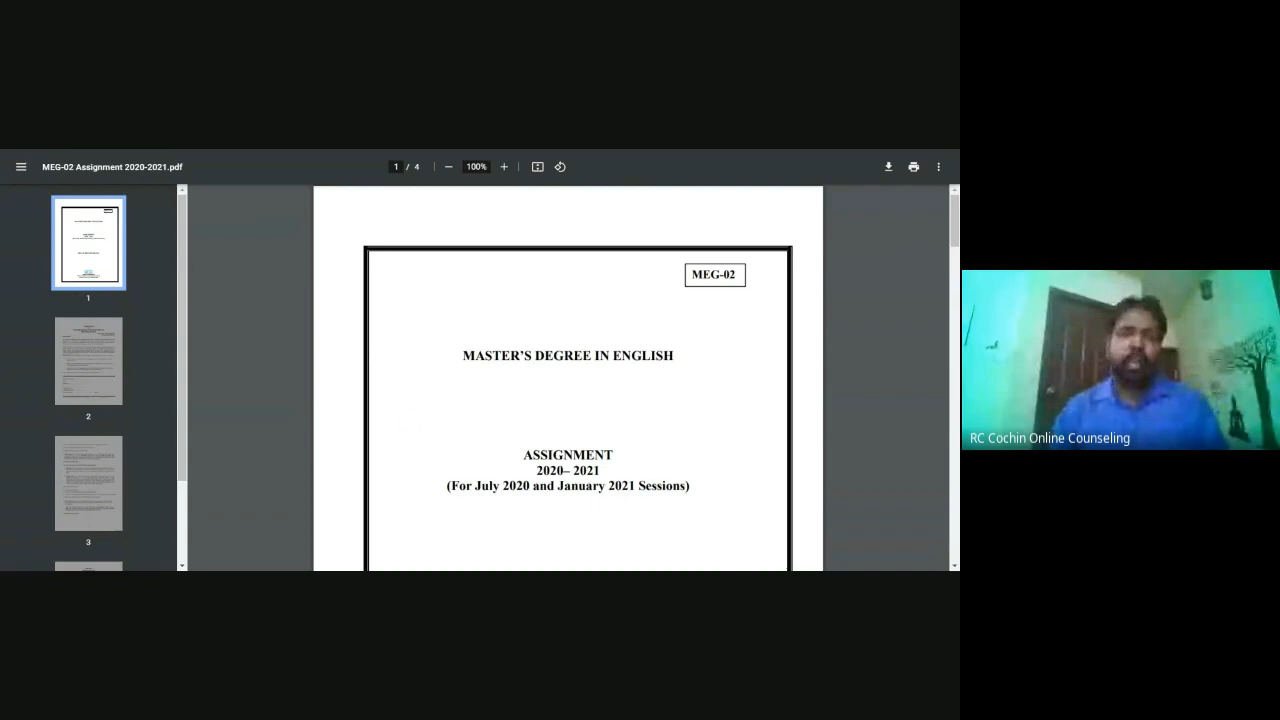 MEG-02 Assignment 2020-2021.pdf
1 / 4
100%
MEG-02
MASTER'S DEGREE IN ENGLISH
ASSIGNMENT
2020– 2021
(For July 2020 and January 2021 Sessions)
1
2
3
RC Cochin Online Counseling